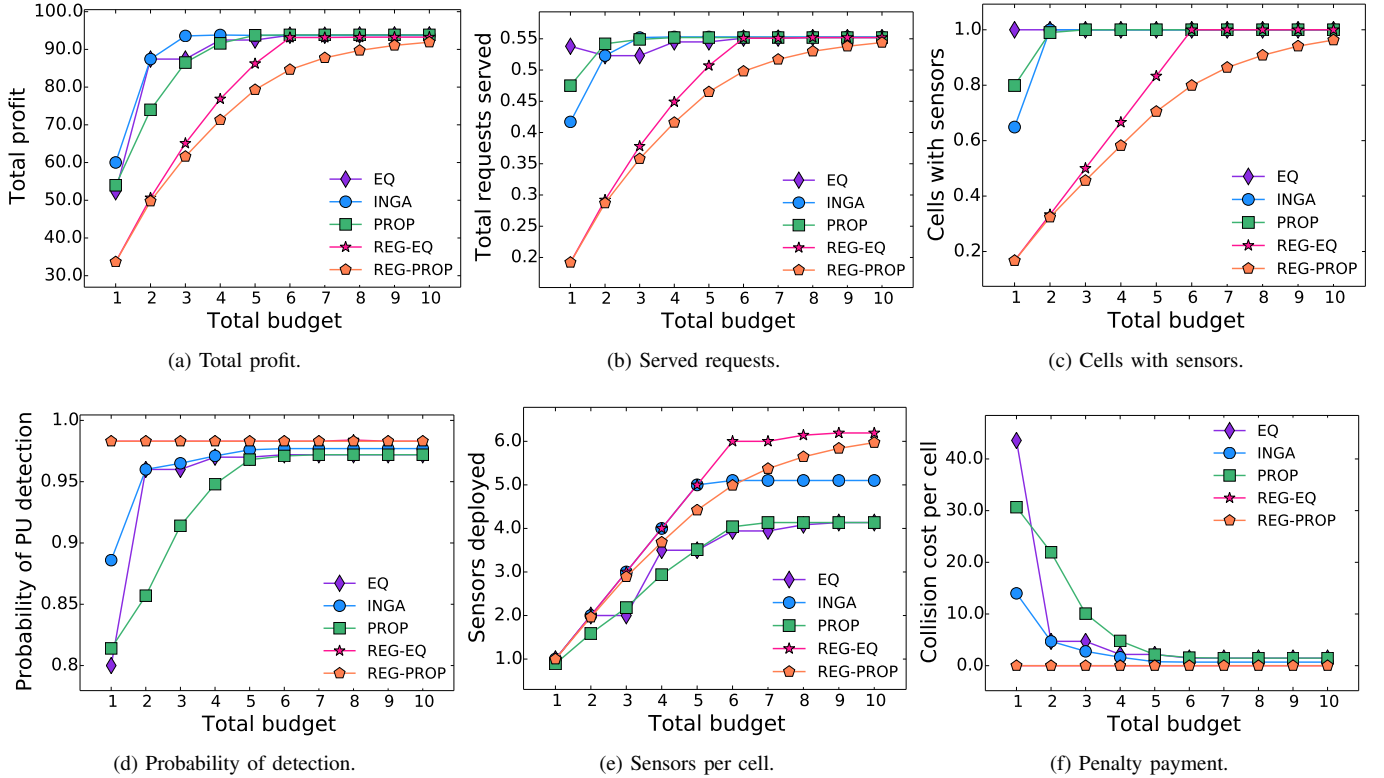 Total profit
100.0
90.0
80.0
70.0
60.0
50.0
40.0
30.0
EQ
INGA
PROP
REG-EQ
REG-PROP
1 2 3 4 5 6 7 8 9 10
Total budget
(a) Total profit.
Total requests served
0.55
0.5
0.45
0.4
0.35
0.3
0.25
0.2
EQ
INGA
PROP
REG-EQ
REG-PROP
1 2 3 4 5 6 7 8 9 10
Total budget
(b) Served requests.
Cells with sensors
1.0
0.8
0.6
0.4
0.2
EQ
INGA
PROP
REG-EQ
REG-PROP
1 2 3 4 5 6 7 8 9 10
Total budget
(c) Cells with sensors.
Probability of PU detection
1.0
0.95
0.9
0.85
0.8
EQ
INGA
PROP
REG-EQ
REG-PROP
1 2 3 4 5 6 7 8 9 10
Total budget
(d) Probability of detection.
Sensors deployed
6.0
5.0
4.0
3.0
2.0
1.0
EQ
INGA
PROP
REG-EQ
REG-PROP
1 2 3 4 5 6 7 8 9 10
Total budget
(e) Sensors per cell.
Collision cost per cell
40.0
30.0
20.0
10.0
0.0
EQ
INGA
PROP
REG-EQ
REG-PROP
1 2 3 4 5 6 7 8 9 10
Total budget
(f) Penalty payment.